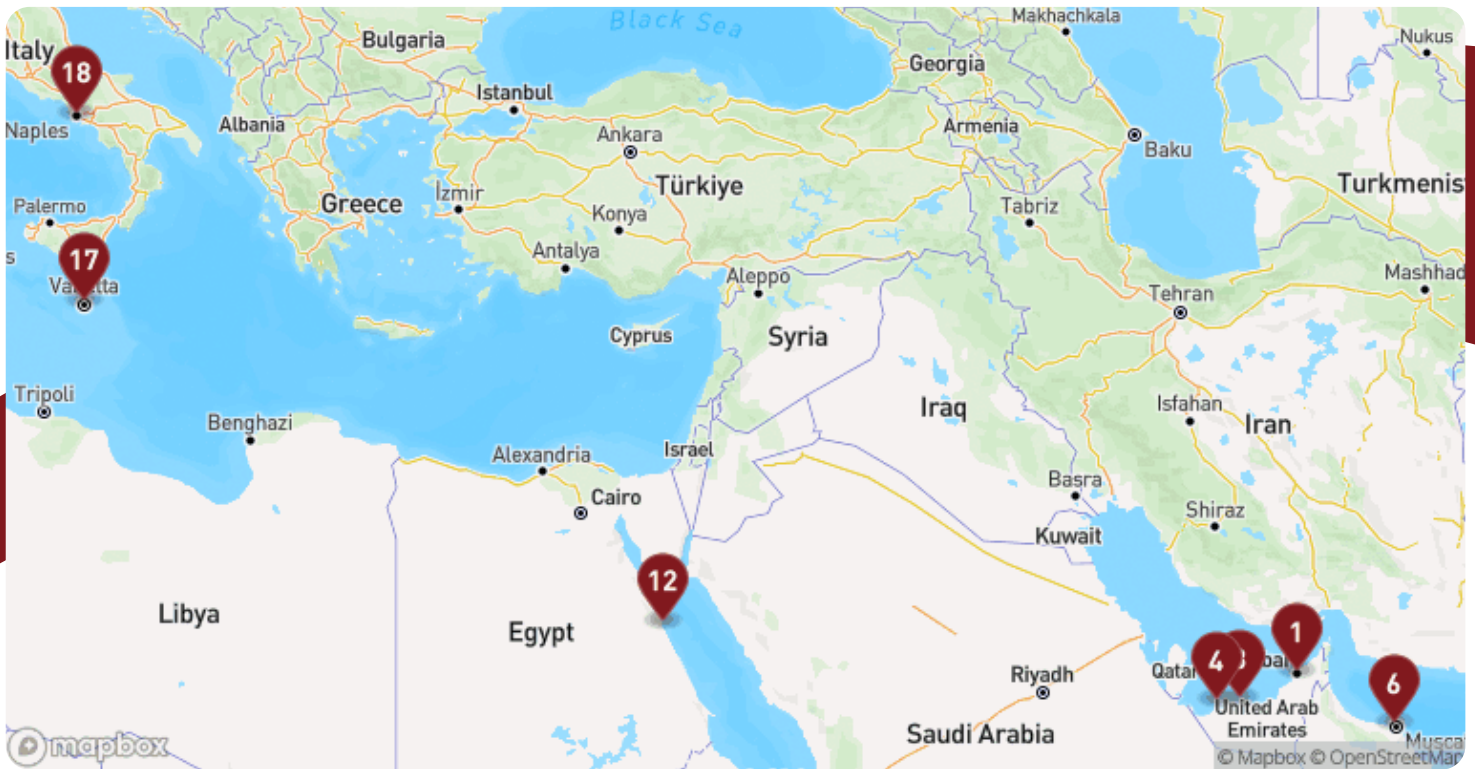 Black Sea
Makhachkala
Nukus
Italy
18
Bulgaria
Georgia
Istanbul
Naples
Albania
Ankara
Armenia
Baku
Türkiye
Turkmenis
Palermo
Greece
İzmir
Konya
Tabriz
17
s
Antalya
Aleppo
Mashhad
Tehran
Cyprus
Syria
Tripoli
Benghazi
Iraq
Isfahan
Iran
Alexandria
Israel
Cairo
Basra
Shiraz
Kuwait
12
Libya
Egypt
1
4
Qatar
Riyadh
6
United Arab
Emirates
Saudi Arabia
mapbox
© Mapbox © OpenStreetMap